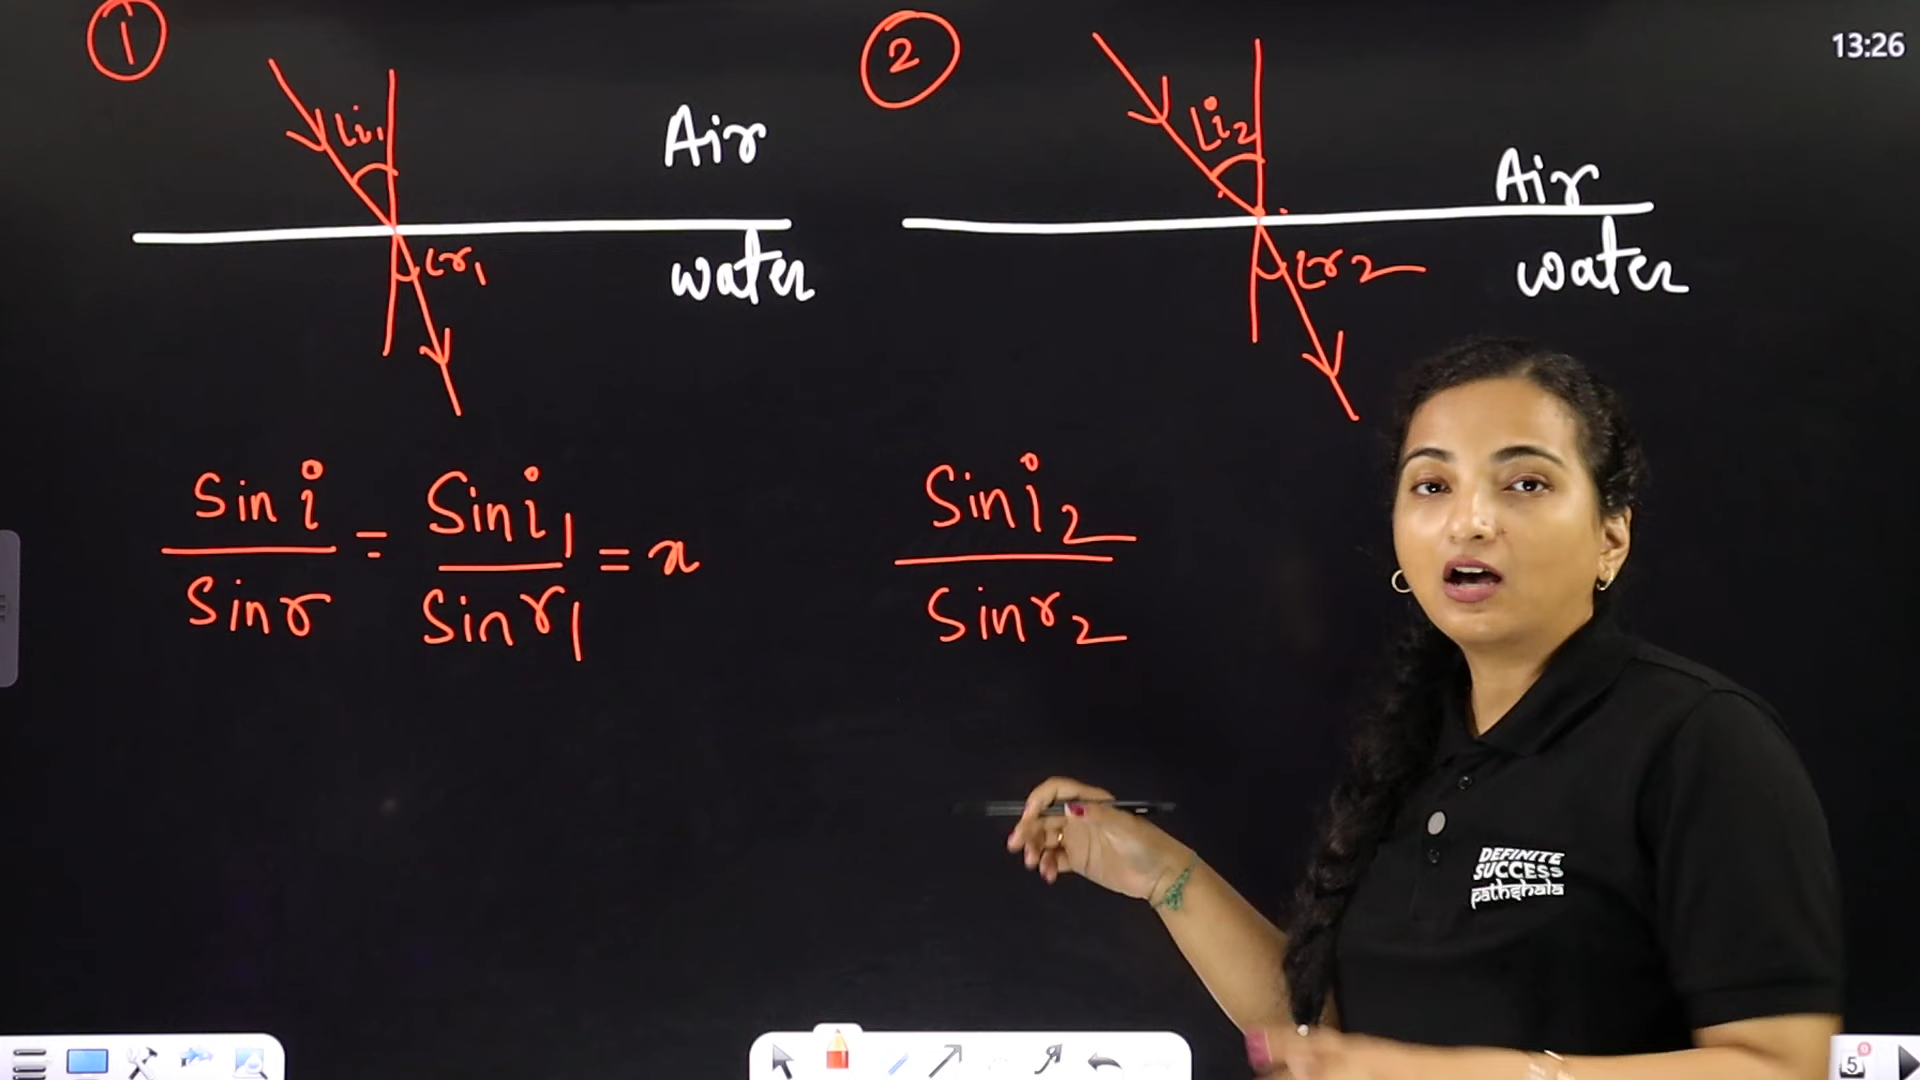 1
∠i₁
Air
∠r₁
water
2
∠i₂
Air
∠r₂
water
13:26
Sin i / Sin r = Sin i₁ / Sin r₁ = x
Sin i₂ / Sin r₂
DEFINITE
SUCCESS
pathshala
5